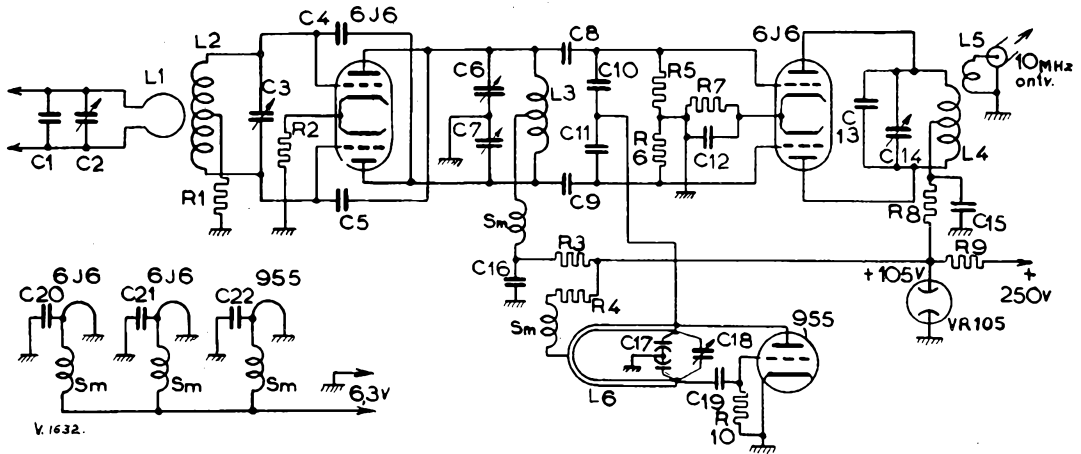 C4 6J6
L2
L1
C3
R2
C1 C2
R1
C5
C6
C7
L3
C8
C9
C10
C11
R5
R6
R7
C12
6J6
L5
10MHz
ontv.
C13
C14
L4
R8
C15
R9
+105V
+
250V
VR105
Sm
C16
R3
R4
Sm
C17
C18
L6
C19
R10
955
6J6 6J6 955
C20 C21 C22
Sm Sm Sm
6,3V
V.1632.